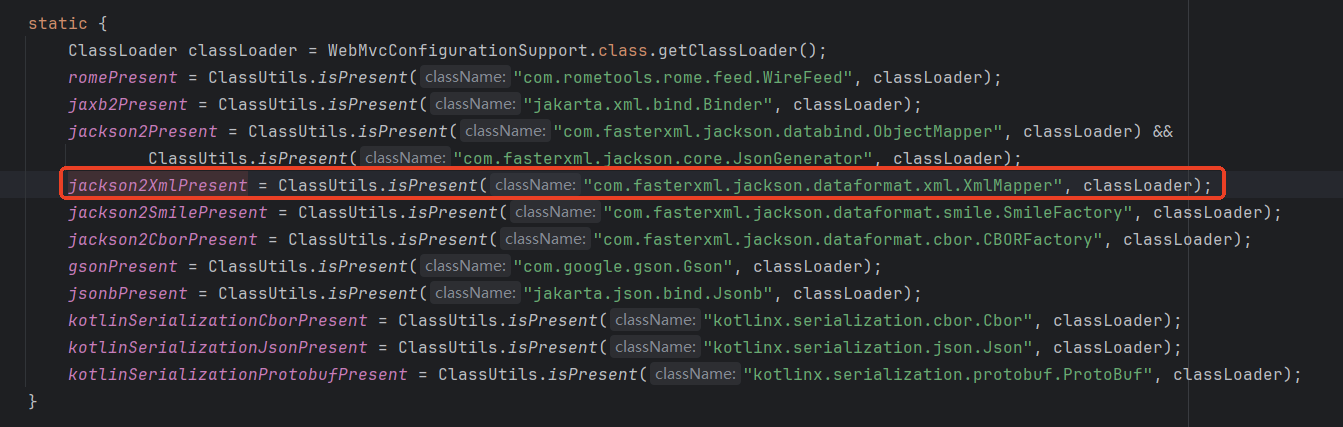 static {
ClassLoader classLoader = WebMvcConfigurationSupport.class.getClassLoader();
romePresent = ClassUtils.isPresent( className: "com.rometools.rome.feed.WireFeed", classLoader);
jaxb2Present = ClassUtils.isPresent( className: "jakarta.xml.bind.Binder", classLoader);
jackson2Present = ClassUtils.isPresent( className: "com.fasterxml.jackson.databind.ObjectMapper", classLoader) &&
ClassUtils.isPresent( className: "com.fasterxml.jackson.core.JsonGenerator", classLoader);
jackson2XmlPresent = ClassUtils.isPresent( className: "com.fasterxml.jackson.dataformat.xml.XmlMapper", classLoader);
jackson2SmilePresent = ClassUtils.isPresent( className: "com.fasterxml.jackson.dataformat.smile.SmileFactory", classLoader);
jackson2CborPresent = ClassUtils.isPresent( className: "com.fasterxml.jackson.dataformat.cbor.CBORFactory", classLoader);
gsonPresent = ClassUtils.isPresent( className: "com.google.gson.Gson", classLoader);
jsonbPresent = ClassUtils.isPresent( className: "jakarta.json.bind.Jsonb", classLoader);
kotlinSerializationCborPresent = ClassUtils.isPresent( className: "kotlinx.serialization.cbor.Cbor", classLoader);
kotlinSerializationJsonPresent = ClassUtils.isPresent( className: "kotlinx.serialization.json.Json", classLoader);
kotlinSerializationProtobufPresent = ClassUtils.isPresent( className: "kotlinx.serialization.protobuf.ProtoBuf", classLoader);
}